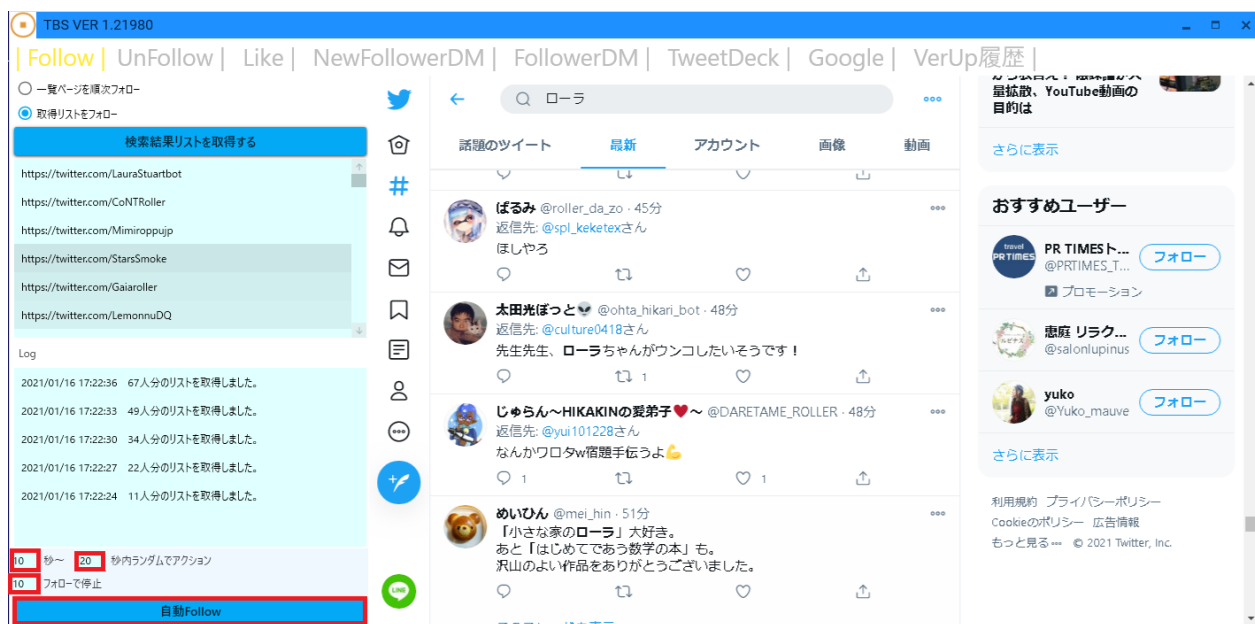 TBS VER 1.21980
| Follow | UnFollow | Like | NewFollowerDM | FollowerDM | TweetDeck | Google | VerUp履歴 |
一覧ページを順次フォロー
取得リストをフォロー
検索結果リストを取得する
https://twitter.com/LauraStuartbot
https://twitter.com/CoNTRoller
https://twitter.com/Mimiroppujp
https://twitter.com/StarsSmoke
https://twitter.com/Gaiaroller
https://twitter.com/LemonnuDQ
Log
2021/01/16 17:22:36 67人分のリストを取得しました。
2021/01/16 17:22:33 49人分のリストを取得しました。
2021/01/16 17:22:30 34人分のリストを取得しました。
2021/01/16 17:22:27 22人分のリストを取得しました。
2021/01/16 17:22:24 11人分のリストを取得しました。
10 秒～ 20 秒内ランダムでアクション
10 フォローで停止
自動Follow
LINE
ローラ
話題のツイート 最新 アカウント 画像 動画
ぱるみ @roller_da_zo · 45分
返信先: @spl_keketexさん
ほしやろ
太田光ぼっと @ohta_hikari_bot · 48分
返信先: @culture0418さん
先生先生、ローラちゃんがウンコしたいそうです！
1
じゅらん〜HIKAKINの愛弟子❤〜 @DARETAME_ROLLER · 48分
返信先: @yui101228さん
なんかワロタw宿題手伝うよ💪
1 1
めいひん @mei_hin · 51分
「小さな家のローラ」大好き。
あと「はじめてであう数学の本」も。
沢山のよい作品をありがとうございました。
量拡散、YouTube動画の
目的は
さらに表示
おすすめユーザー
travel
PR TIMES
PR TIMESト...
@PRTIMES_T...
フォロー
プロモーション
恵庭 リラク...
@salonlupinus
フォロー
yuko
@Yuko_mauve
フォロー
さらに表示
利用規約 プライバシーポリシー
Cookieのポリシー 広告情報
もっと見る © 2021 Twitter, Inc.